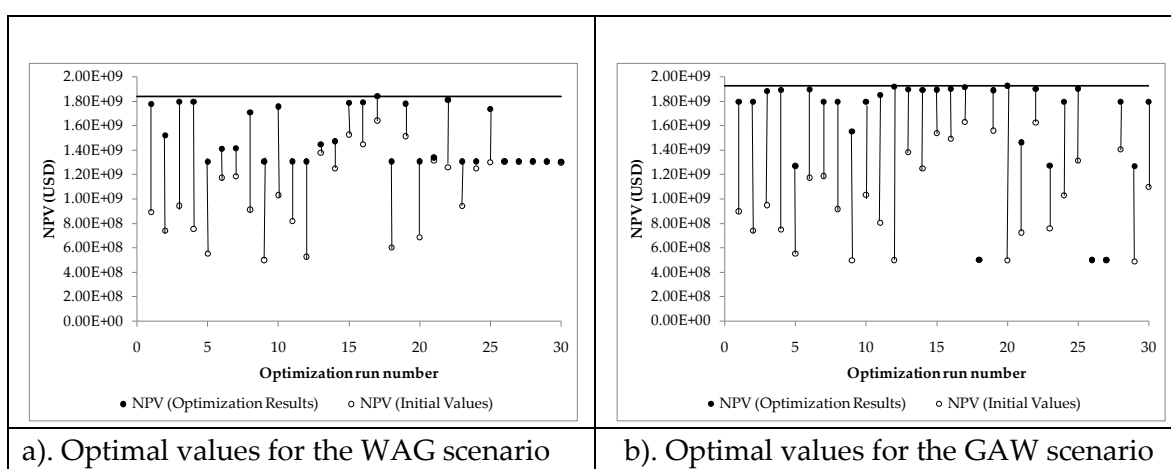 2.00E+09
1.80E+09
1.60E+09
1.40E+09
1.20E+09
1.00E+09
8.00E+08
6.00E+08
4.00E+08
2.00E+08
0.00E+00
NPV (USD)
0 5 10 15 20 25 30
Optimization run number
● NPV (Optimization Results) ○ NPV (Initial Values)
a). Optimal values for the WAG scenario
2.00E+09
1.80E+09
1.60E+09
1.40E+09
1.20E+09
1.00E+09
8.00E+08
6.00E+08
4.00E+08
2.00E+08
0.00E+00
NPV (USD)
0 5 10 15 20 25 30
Optimization run number
● NPV (Optimization Results) ○ NPV (Initial Values)
b). Optimal values for the GAW scenario